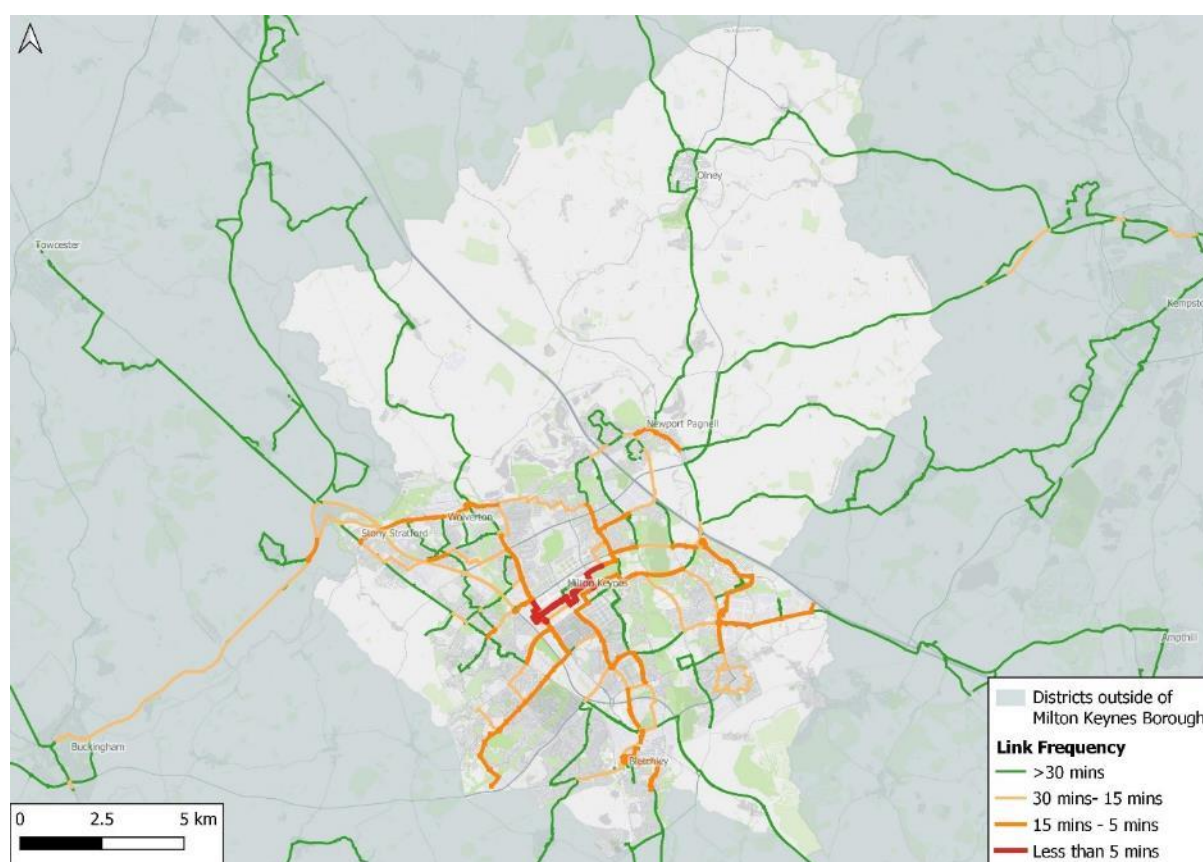 Olney
Towcester
Kempsto
Newport Pagnell
Wolverton
Stony Stratford
Milton Keynes
Ampthill
Buckingham
Bletchley
Districts outside of
Milton Keynes Borough
Link Frequency
>30 mins
30 mins- 15 mins
15 mins - 5 mins
Less than 5 mins
0 2.5 5 km